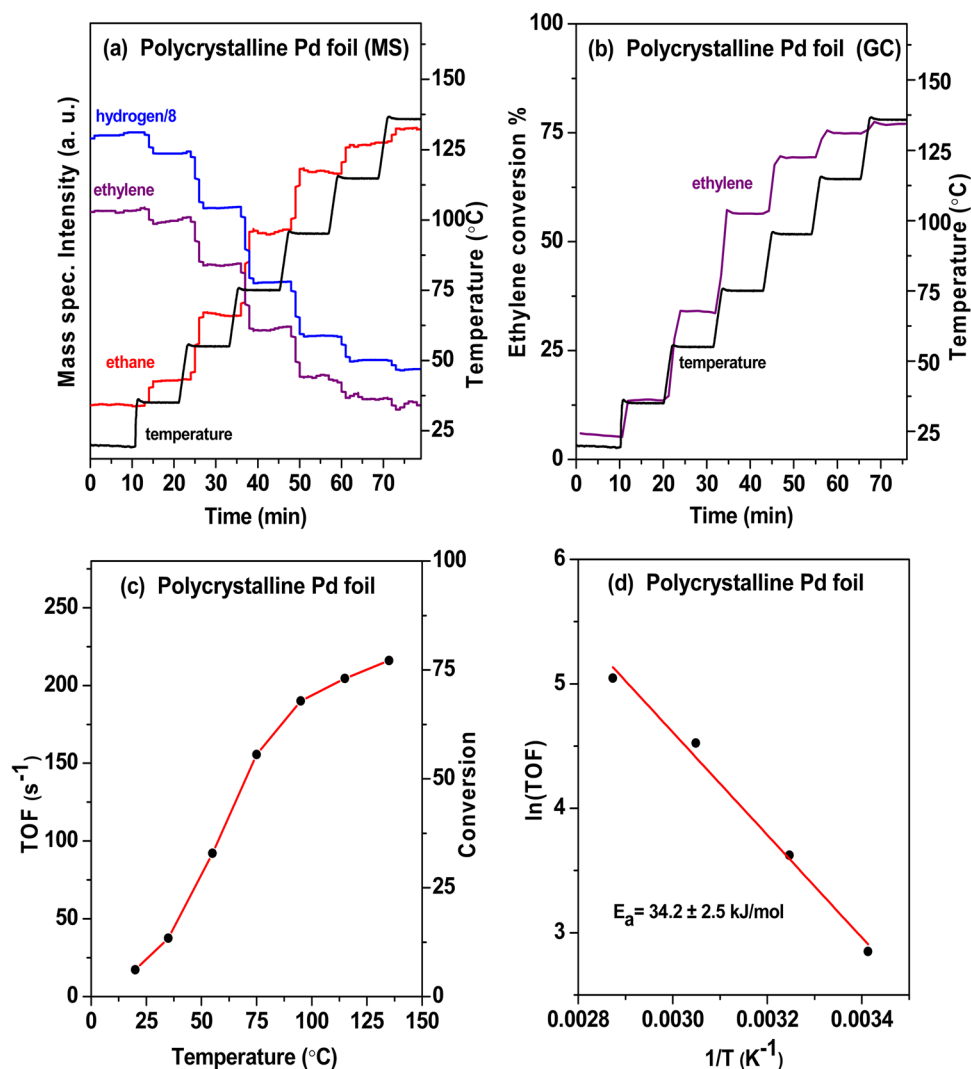 (a) Polycrystalline Pd foil (MS)
Mass spec. Intensity (a. u.)
hydrogen/8
ethylene
ethane
temperature
150
125
100
75
50
25
Temperature (°C)
0 10 20 30 40 50 60 70
Time (min)
(b) Polycrystalline Pd foil (GC)
Ethylene conversion %
100
75
50
25
0
ethylene
temperature
150
125
100
75
50
25
Temperature (°C)
0 10 20 30 40 50 60 70
Time (min)
(c) Polycrystalline Pd foil
TOF (s⁻¹)
250
200
150
100
50
0
100
75
50
25
0
Conversion
0 25 50 75 100 125 150
Temperature (°C)
(d) Polycrystalline Pd foil
ln(TOF)
6
5
4
3
Eₐ= 34.2 ± 2.5 kJ/mol
0.0028 0.0030 0.0032 0.0034
1/T (K⁻¹)